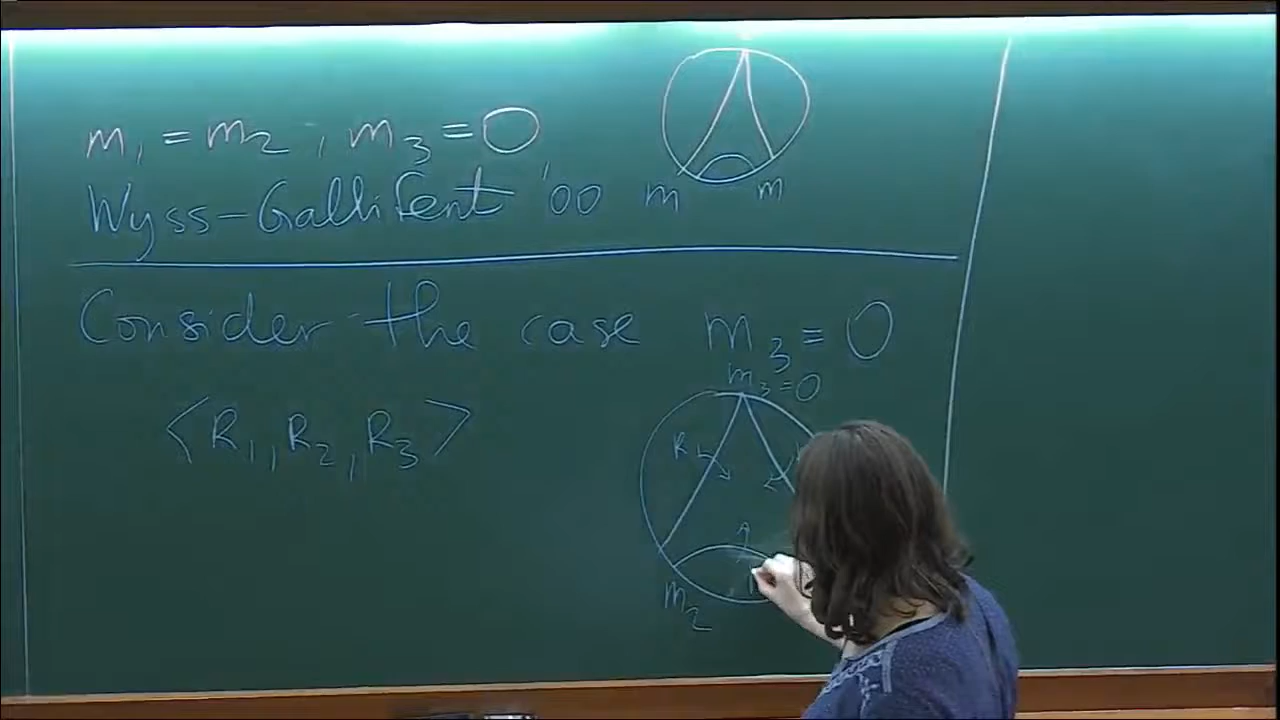 m₁ = m₂ , m₃ = 0
Wyss-Gallifent '00
m m
Consider the case m₃ = 0
m₃ = 0
<R₁, R₂, R₃>
R
m₂